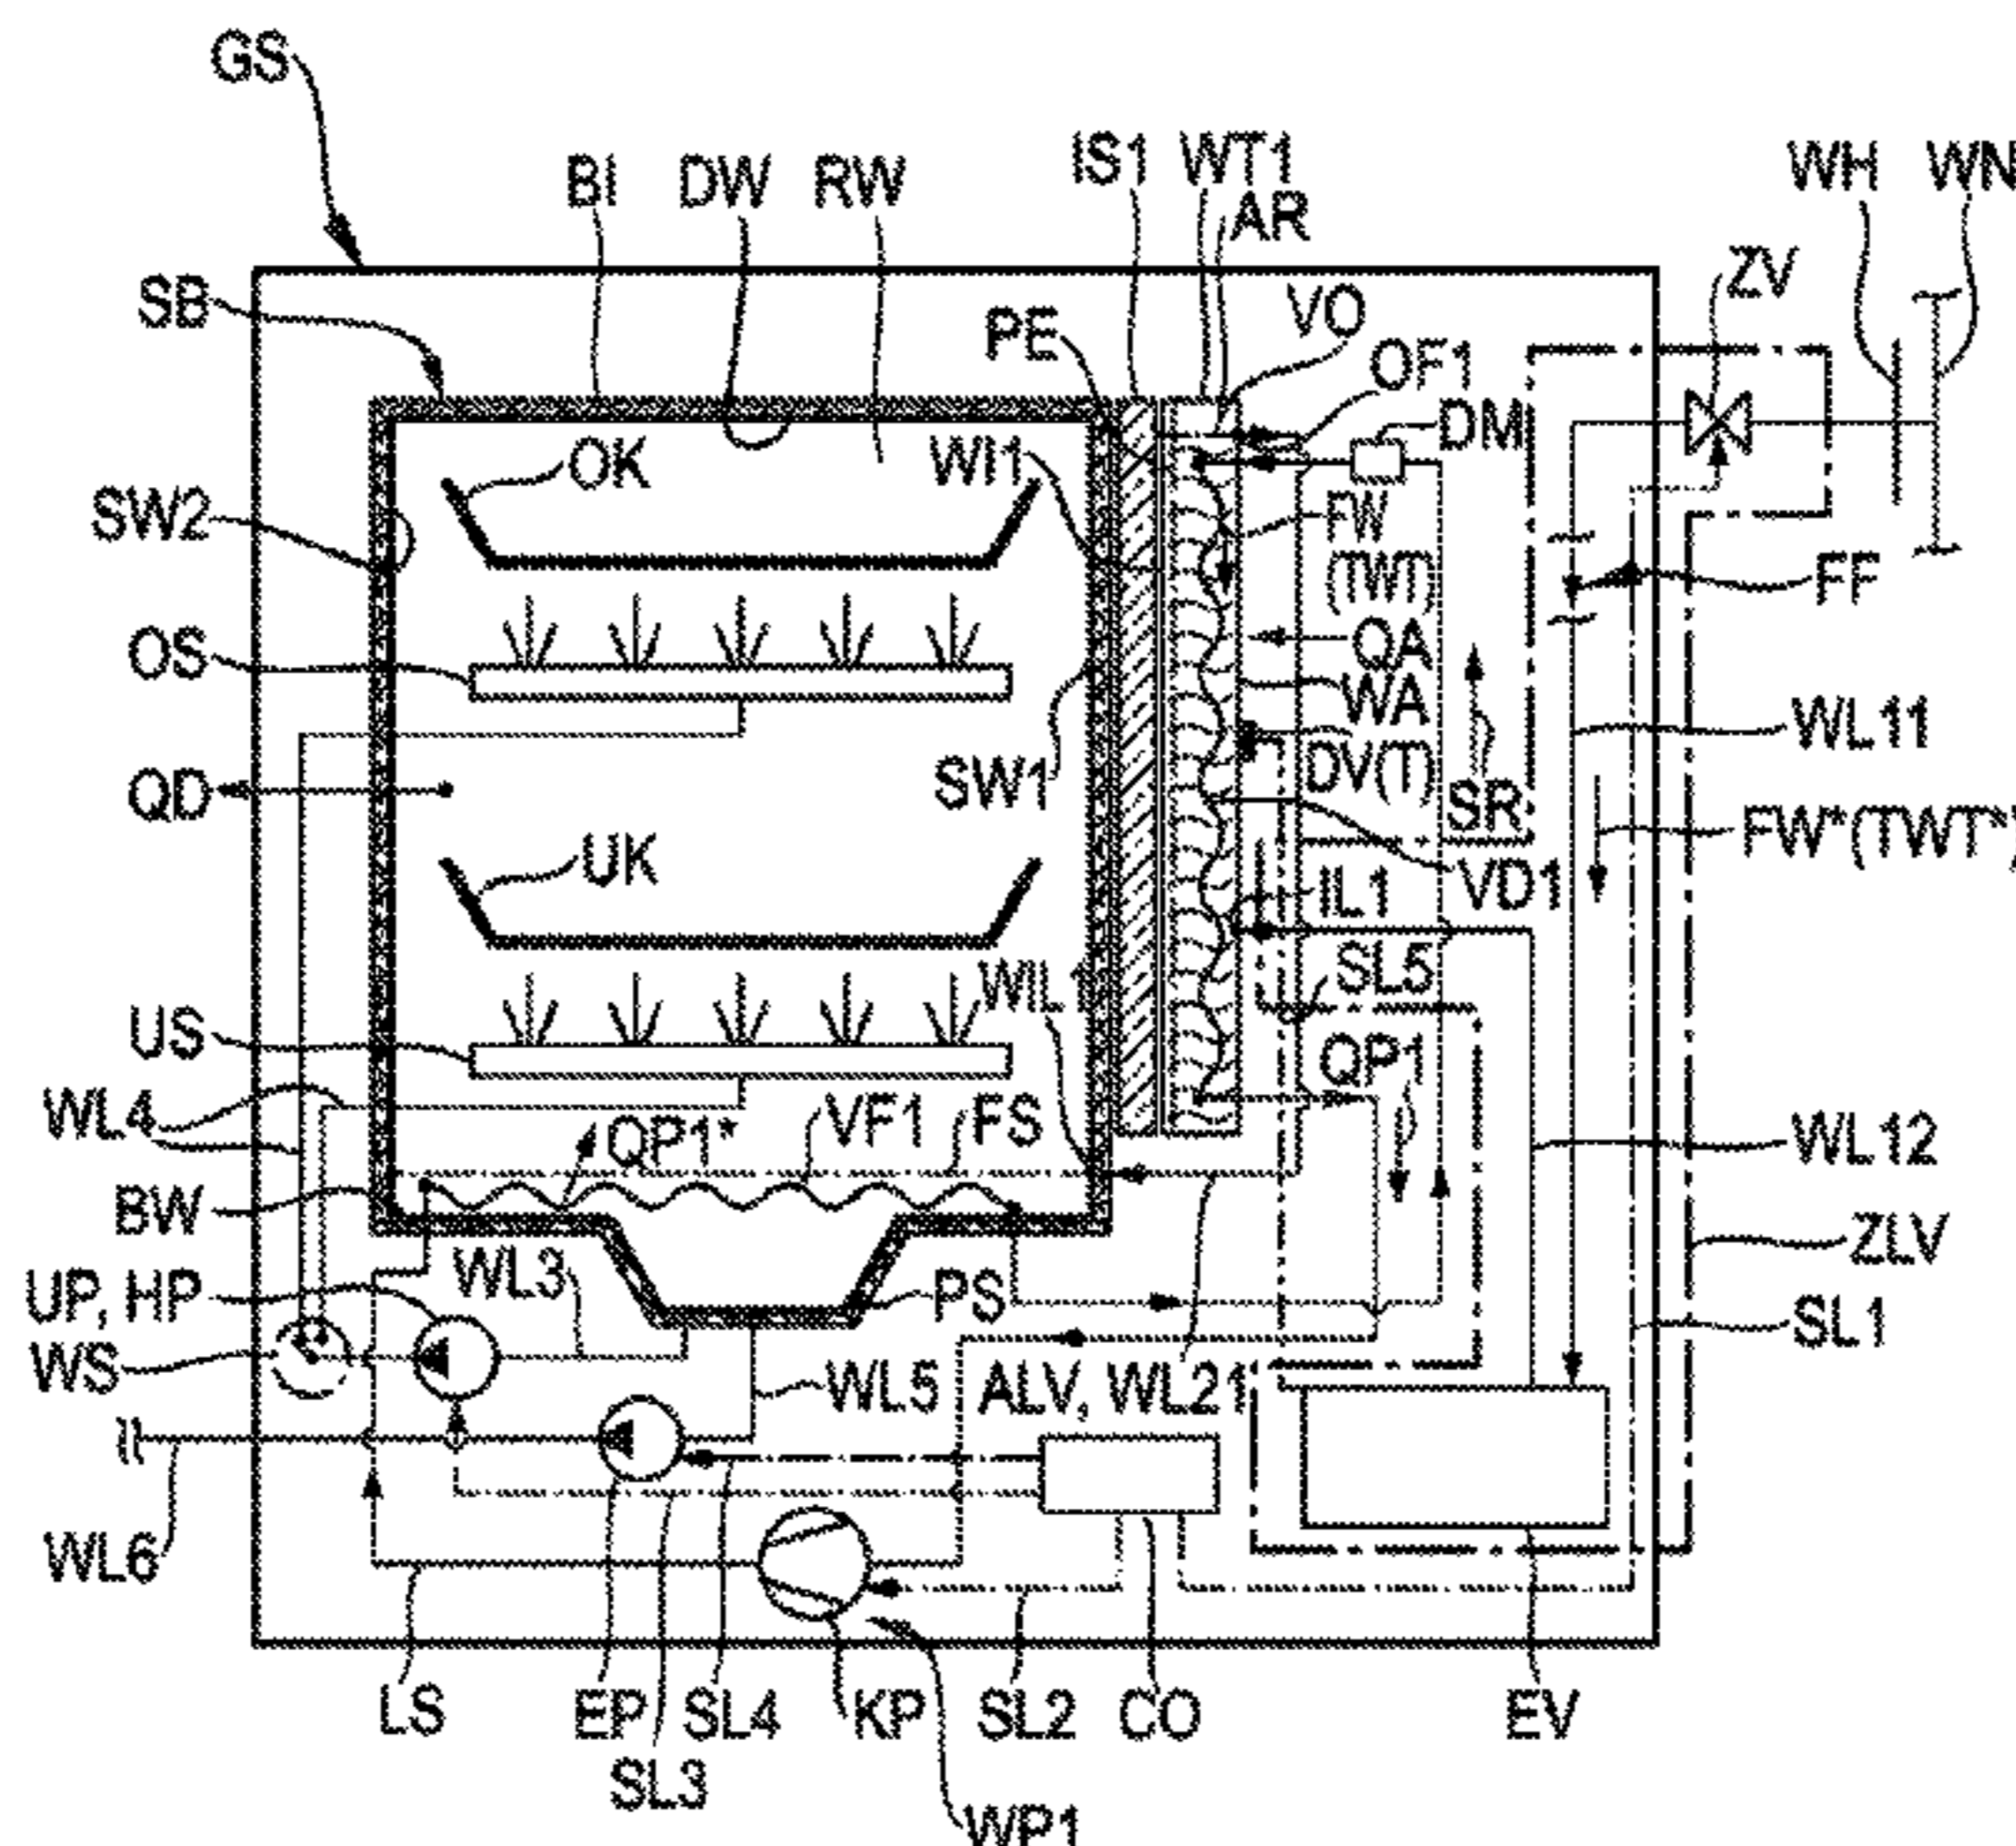 GS
BI DW RW
IS1 WT1
AR
WH WN
SB
PE
VO
ZV
OF1
DM
OK
WI1
SW2
FW
(TWT)
FF
OS
QA
WA
WL11
QD
SW1
DV(T)
SR
FW*(TWT*)
UK
IL1
VD1
WIL1
SL5
US
QP1
WL4
QP1*
VF1
FS
WL12
BW
WL3
PS
ZLV
UP, HP
WS
SL1
WL5
ALV, WL21
WL6
LS
EP
SL4
KP
SL2
CO
EV
SL3
WP1